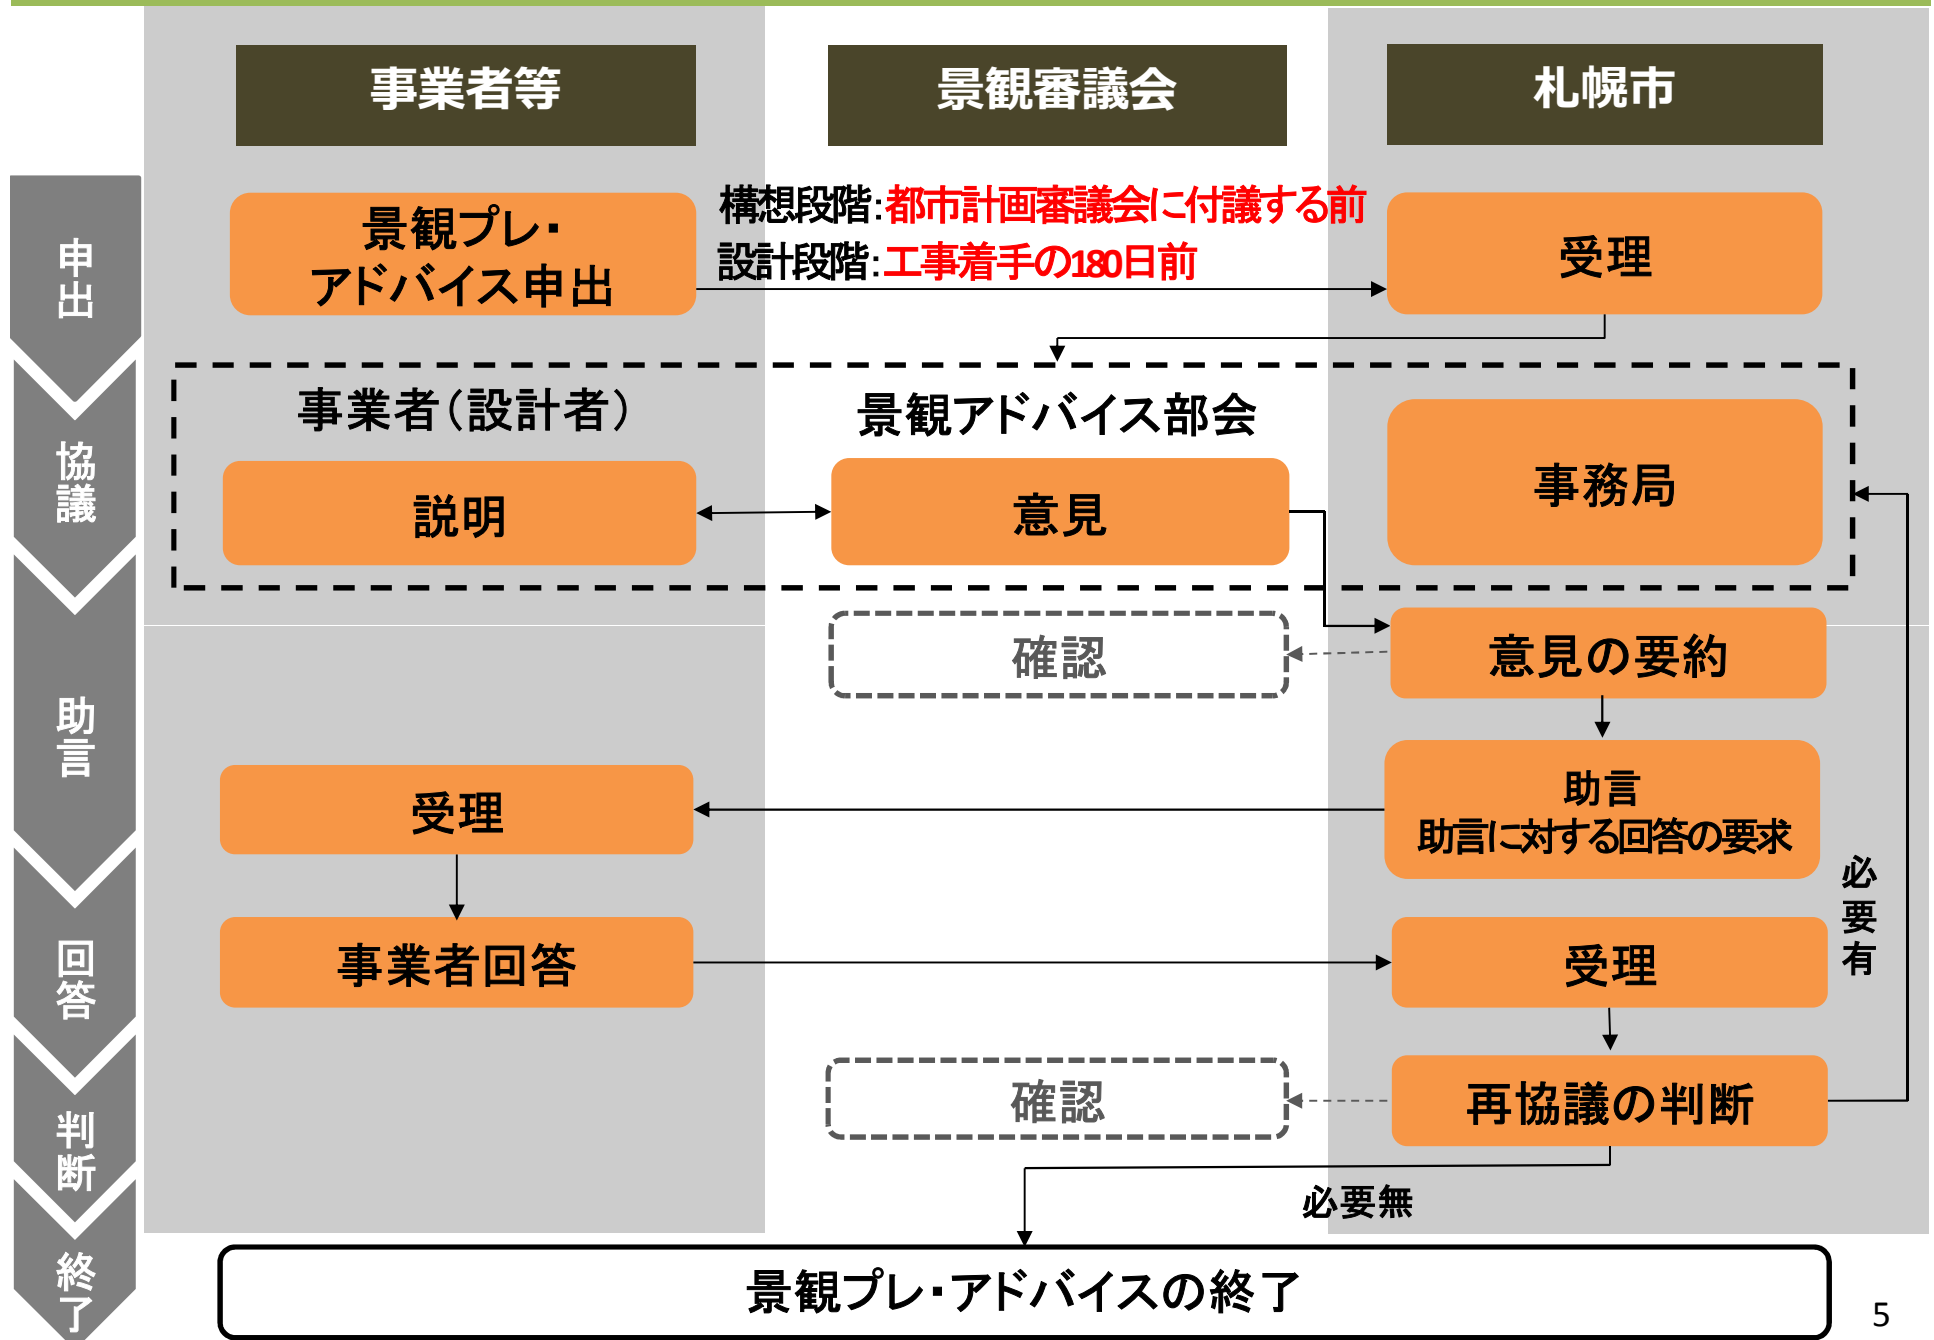 事業者等
景観審議会
札幌市
申出
景観プレ・
アドバイス申出
構想段階:都市計画審議会に付議する前
設計段階:工事着手の180日前
受理
協議
事業者(設計者)
景観アドバイス部会
説明
意見
事務局
助言
確認
意見の要約
受理
助言
助言に対する回答の要求
必要有
回答
事業者回答
受理
判断
確認
再協議の判断
必要無
終了
景観プレ・アドバイスの終了
5